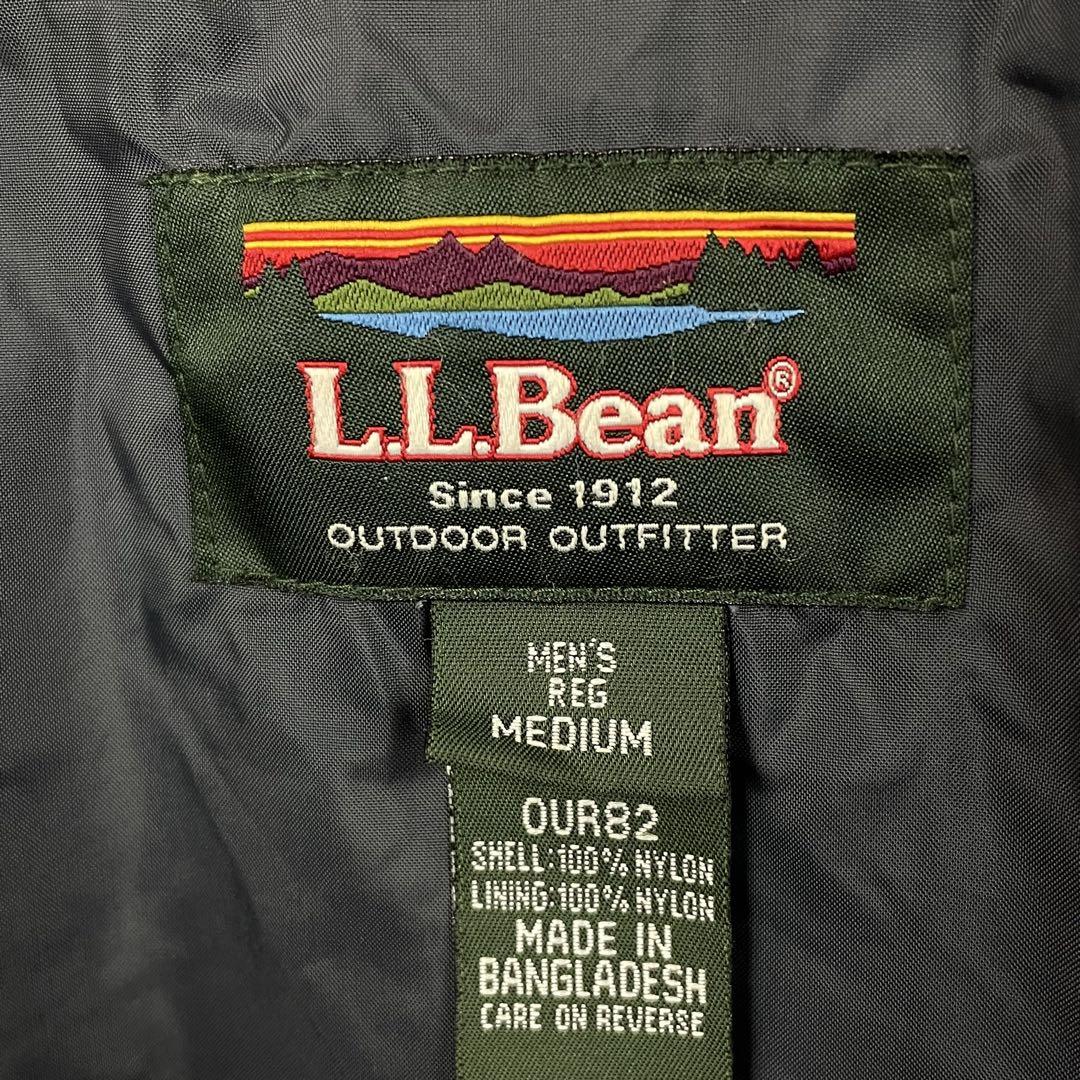 L.L.Bean®
Since 1912
OUTDOOR OUTFITTER
MEN'S
REG
MEDIUM
OUR82
SHELL:100% NYLON
LINING:100% NYLON
MADE IN
BANGLADESH
CARE ON REVERSE